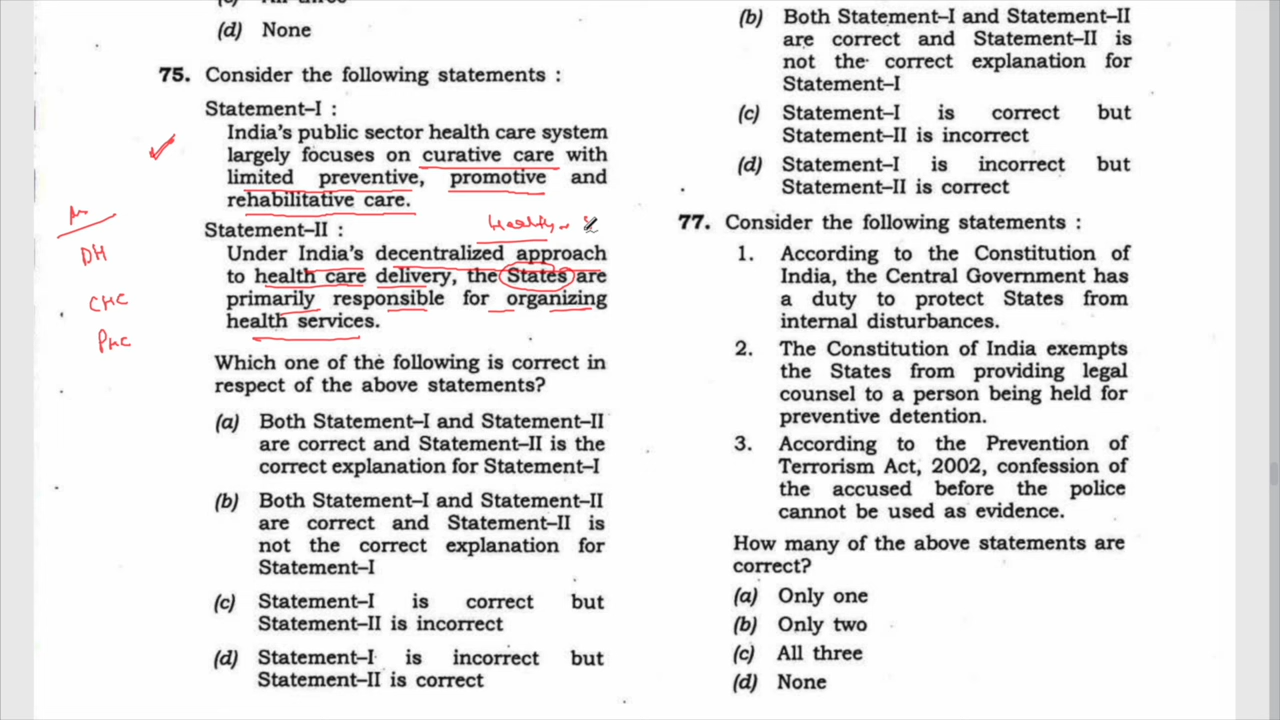 (d) None
75. Consider the following statements :
Statement–I :
India's public sector health care system
largely focuses on curative care with
limited preventive, promotive and
rehabilitative care.
Statement–II :
Healty -
Under India's decentralized approach
to health care delivery, the States are
primarily responsible for organizing
health services.
DH
CHC
PHC
Which one of the following is correct in
respect of the above statements?
(a) Both Statement–I and Statement–II
are correct and Statement–II is the
correct explanation for Statement–I
(b) Both Statement–I and Statement–II
are correct and Statement–II is
not the correct explanation for
Statement–I
(c) Statement–I is correct but
Statement–II is incorrect
(d) Statement–I is incorrect but
Statement–II is correct
(b) Both Statement–I and Statement–II
are correct and Statement–II is
not the correct explanation for
Statement–I
(c) Statement–I is correct but
Statement–II is incorrect
(d) Statement–I is incorrect but
Statement–II is correct
77. Consider the following statements :
1. According to the Constitution of
India, the Central Government has
a duty to protect States from
internal disturbances.
2. The Constitution of India exempts
the States from providing legal
counsel to a person being held for
preventive detention.
3. According to the Prevention of
Terrorism Act, 2002, confession of
the accused before the police
cannot be used as evidence.
How many of the above statements are
correct?
(a) Only one
(b) Only two
(c) All three
(d) None